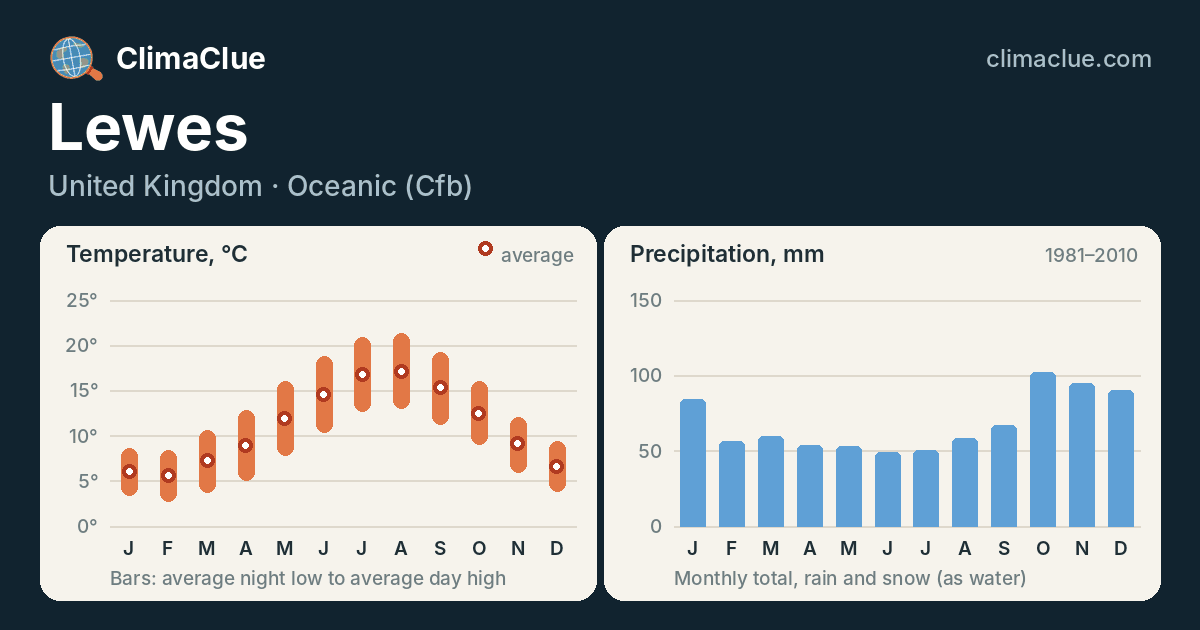 ClimaClue
climaclue.com
Lewes
United Kingdom · Oceanic (Cfb)
Temperature, °C
average
25°
20°
15°
10°
5°
0°
J F M A M J J A S O N D
Bars: average night low to average day high
Precipitation, mm
1981–2010
150
100
50
0
J F M A M J J A S O N D
Monthly total, rain and snow (as water)